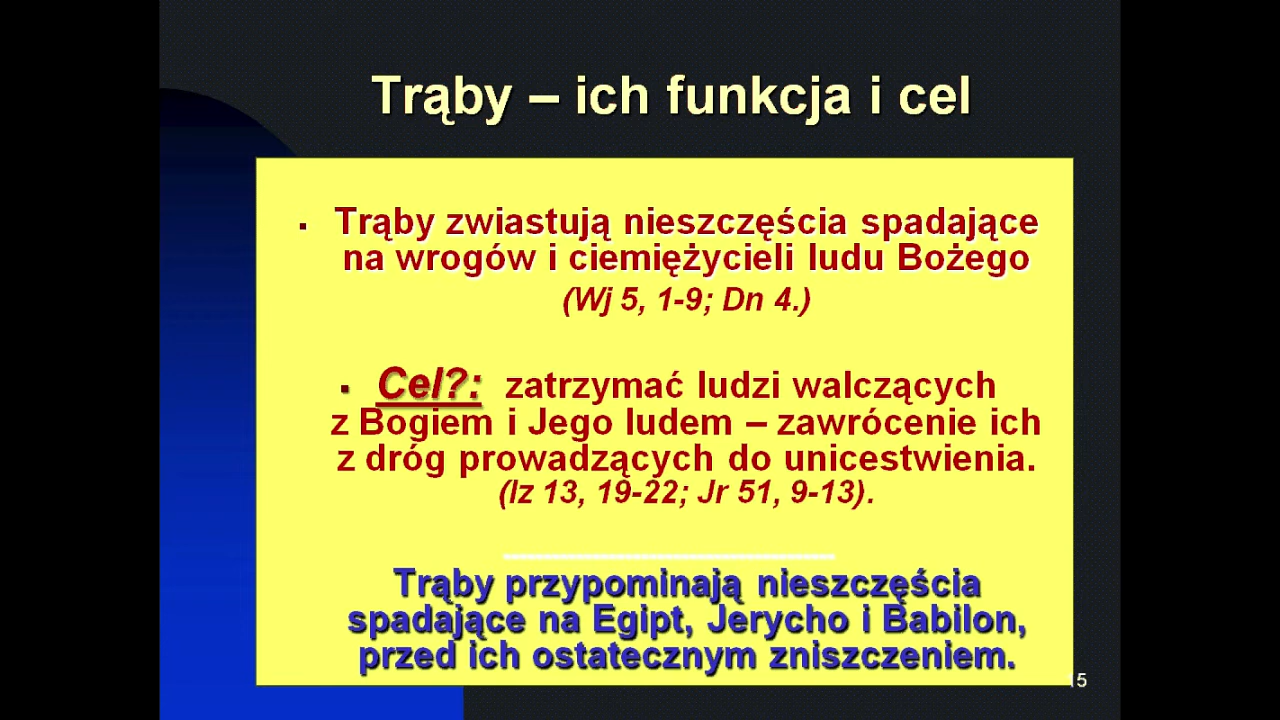 Trąby – ich funkcja i cel
▪ Trąby zwiastują nieszczęścia spadające
na wrogów i ciemiężycieli ludu Bożego
(Wj 5, 1-9; Dn 4.)
▪ Cel?: zatrzymać ludzi walczących
z Bogiem i Jego ludem – zawrócenie ich
z dróg prowadzących do unicestwienia.
(Iz 13, 19-22; Jr 51, 9-13).
Trąby przypominają nieszczęścia
spadające na Egipt, Jerycho i Babilon,
przed ich ostatecznym zniszczeniem.
15